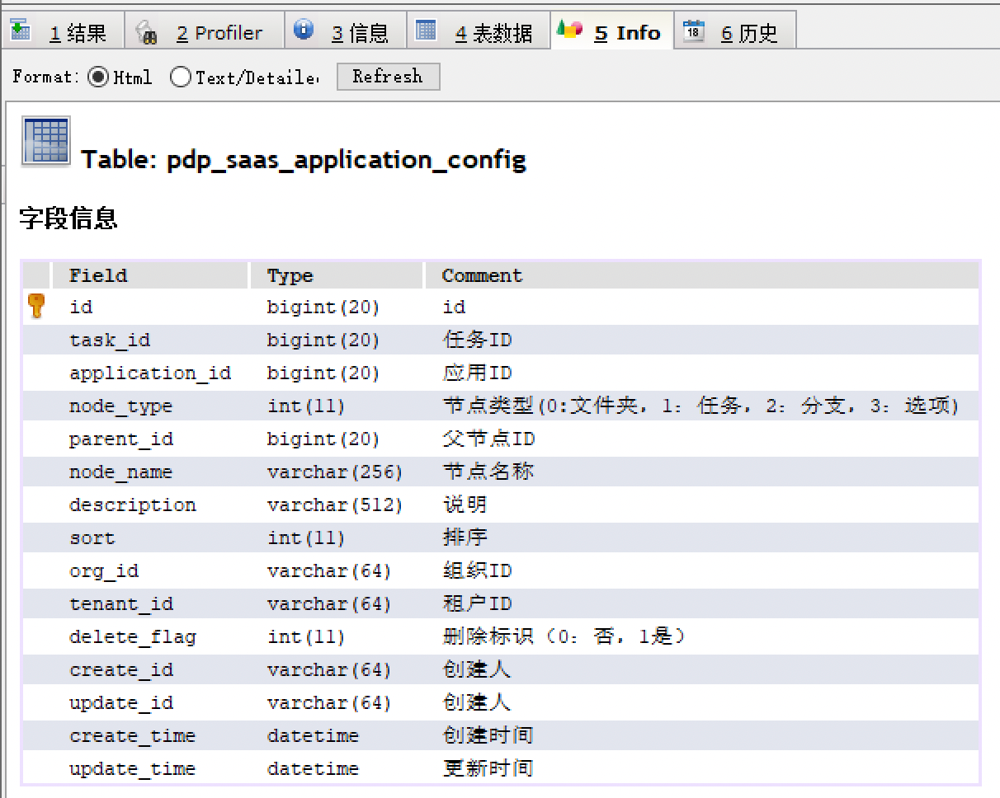 1 结果 2 Profiler 3 信息 4 表数据 5 Info 6 历史
Format: Html Text/Detaile Refresh
Table: pdp_saas_application_config
字段信息
Field Type Comment
id bigint(20) id
task_id bigint(20) 任务ID
application_id bigint(20) 应用ID
node_type int(11) 节点类型(0:文件夹，1：任务，2：分支，3：选项)
parent_id bigint(20) 父节点ID
node_name varchar(256) 节点名称
description varchar(512) 说明
sort int(11) 排序
org_id varchar(64) 组织ID
tenant_id varchar(64) 租户ID
delete_flag int(11) 删除标识（0：否，1是）
create_id varchar(64) 创建人
update_id varchar(64) 创建人
create_time datetime 创建时间
update_time datetime 更新时间